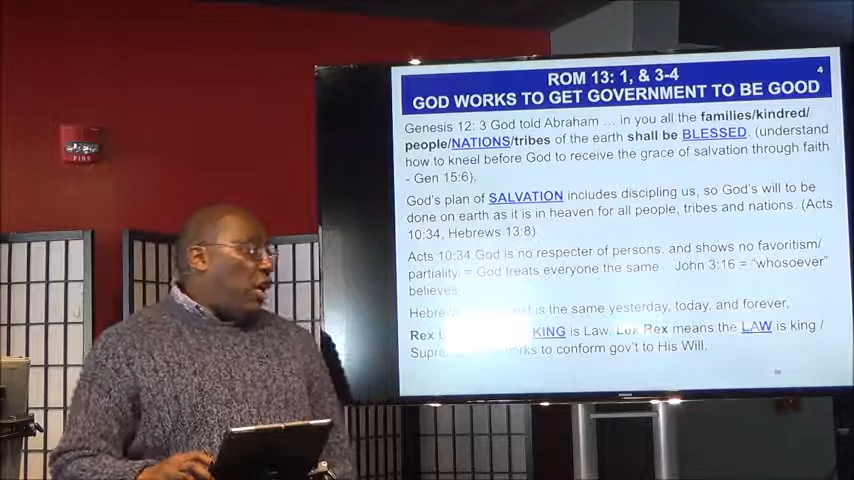 ROM 13: 1, & 3-4
4
GOD WORKS TO GET GOVERNMENT TO BE GOOD
Genesis 12: 3 God told Abraham … in you all the families/kindred/
people/NATIONS/tribes of the earth shall be BLESSED. (understand
how to kneel before God to receive the grace of salvation through faith
- Gen 15:6).
God's plan of SALVATION includes discipling us, so God's will to be
done on earth as it is in heaven for all people, tribes and nations. (Acts
10:34, Hebrews 13:8)
Acts 10:34 God is no respecter of persons. and shows no favoritism/
partiality. = God treats everyone the same John 3:16 = "whosoever"
believes
is the same yesterday, today, and forever,
Rex KING is Law, Lex Rex means the LAW is king /
to conform gov't to His Will.
FIRE